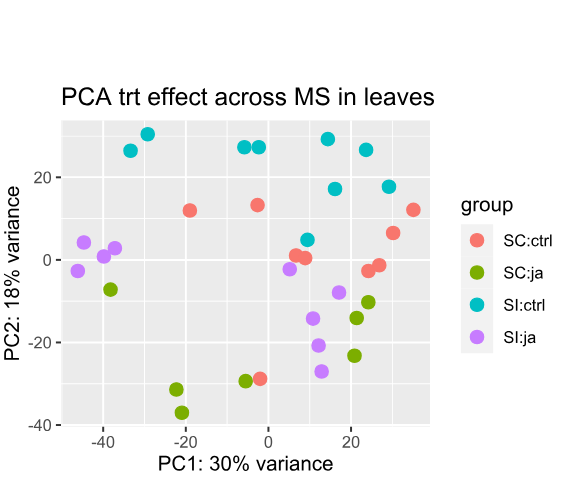 PCA trt effect across MS in leaves
PC2: 18% variance
20
0
-20
-40
-40
-20
0
20
PC1: 30% variance
group
SC:ctrl
SC:ja
SI:ctrl
SI:ja